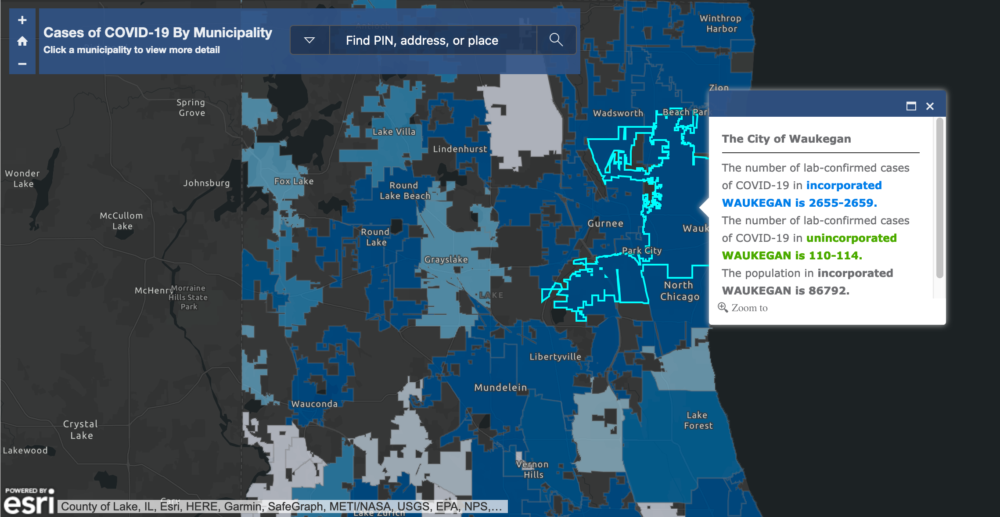 Cases of COVID-19 By Municipality
Click a municipality to view more detail
Find PIN, address, or place
Antioch
Winthrop
Harbor
Zion
Spring
Grove
Wadsworth
Beach Park
Lake Villa
Lindenhurst
Wonder
Lake
Johnsburg
Fox Lake
Round
Lake Beach
McCullom
Lake
Round
Lake
Gurnee
Wauk
Park City
Grayslake
McHenry
Morraine
Hills State
Park
LAKE
North
Chicago
Libertyville
Mundelein
Wauconda
Lake
Forest
Crystal
Lake
Lakewood
Vernon
Hills
Cary
Lake Zurich
The City of Waukegan
The number of lab-confirmed cases
of COVID-19 in incorporated
WAUKEGAN is 2655-2659.
The number of lab-confirmed cases
of COVID-19 in unincorporated
WAUKEGAN is 110-114.
The population in incorporated
WAUKEGAN is 86792.
Zoom to
POWERED BY
esri
County of Lake, IL, Esri, HERE, Garmin, SafeGraph, METI/NASA, USGS, EPA, NPS,...